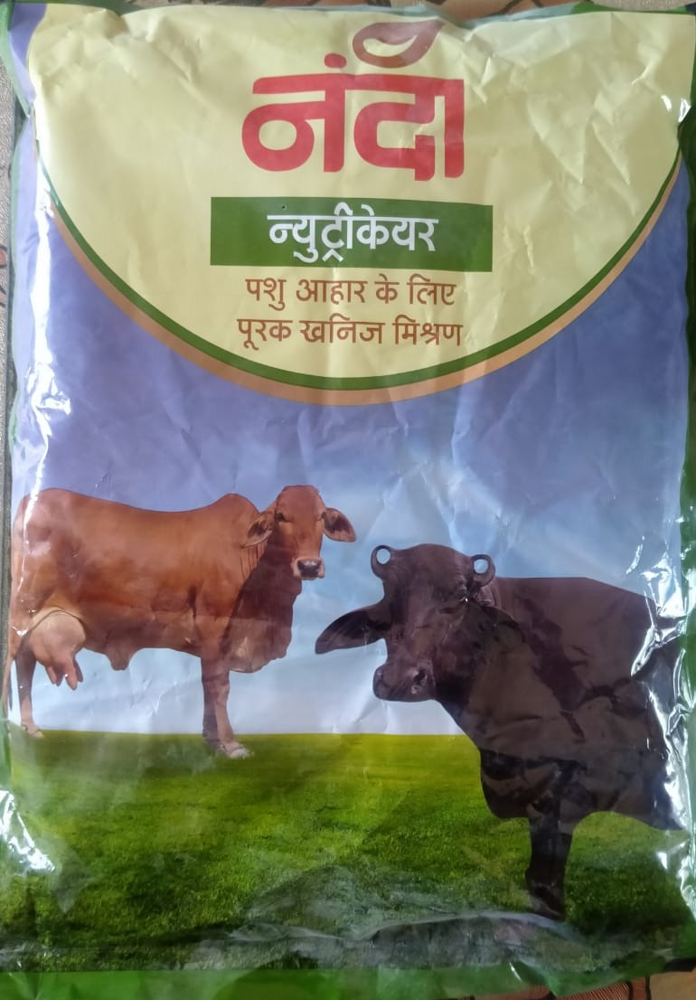 नंदा
न्युट्रीकेयर
पशु आहार के लिए
पूरक खनिज मिश्रण